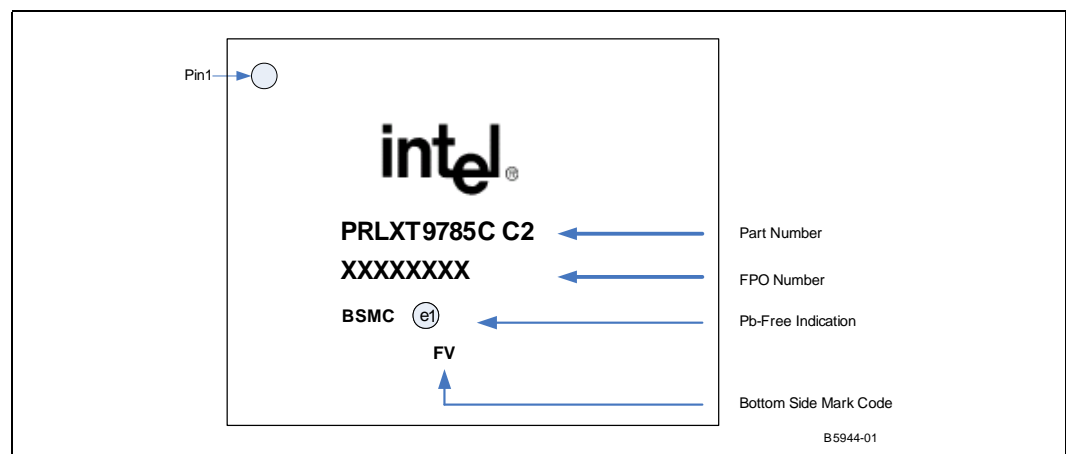 Pin1
intel®
PRLXT9785C C2
Part Number
XXXXXXXX
FPO Number
BSMC e1
Pb-Free Indication
FV
Bottom Side Mark Code
B5944-01